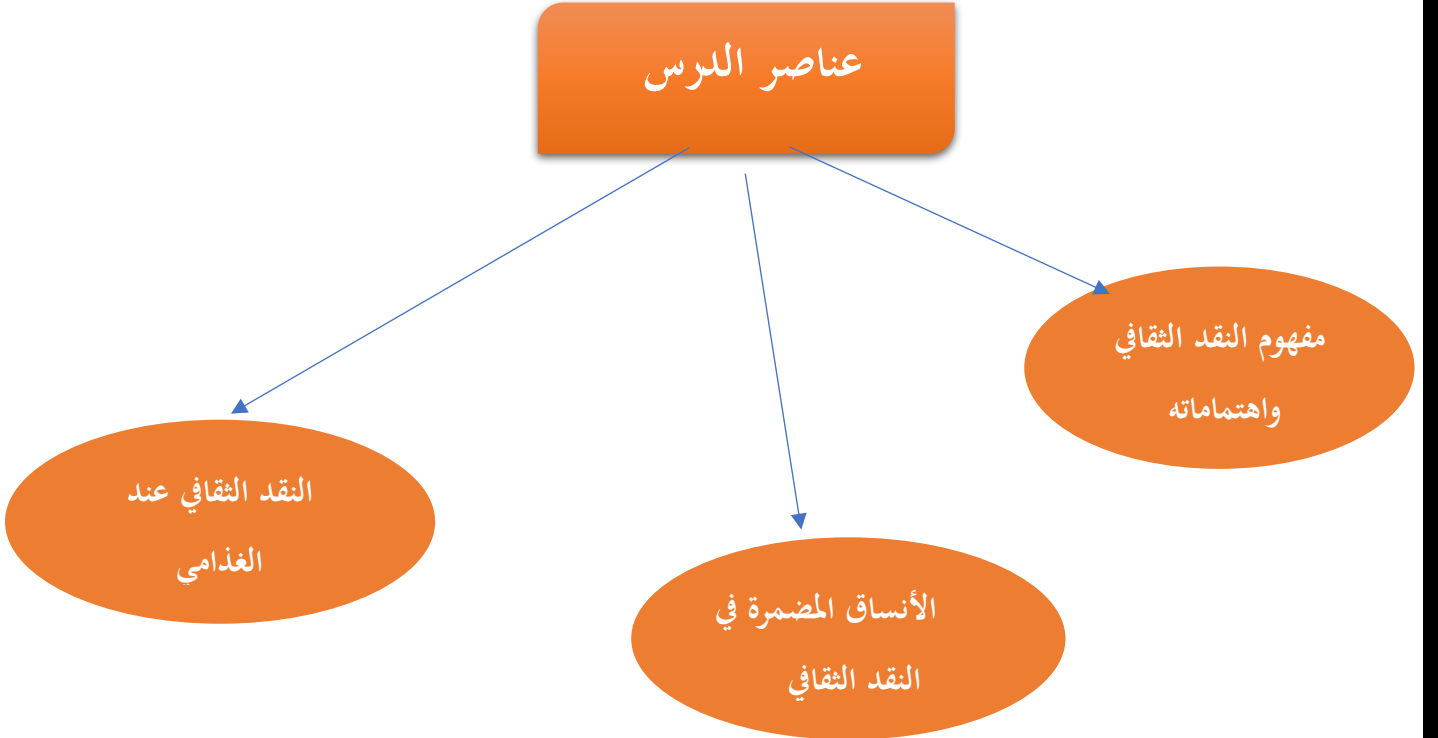 عناصر الدرس
مفهوم النقد الثقافي
واهتماماته
الأنساق المضمرة في
النقد الثقافي
النقد الثقافي عند
الغذامي